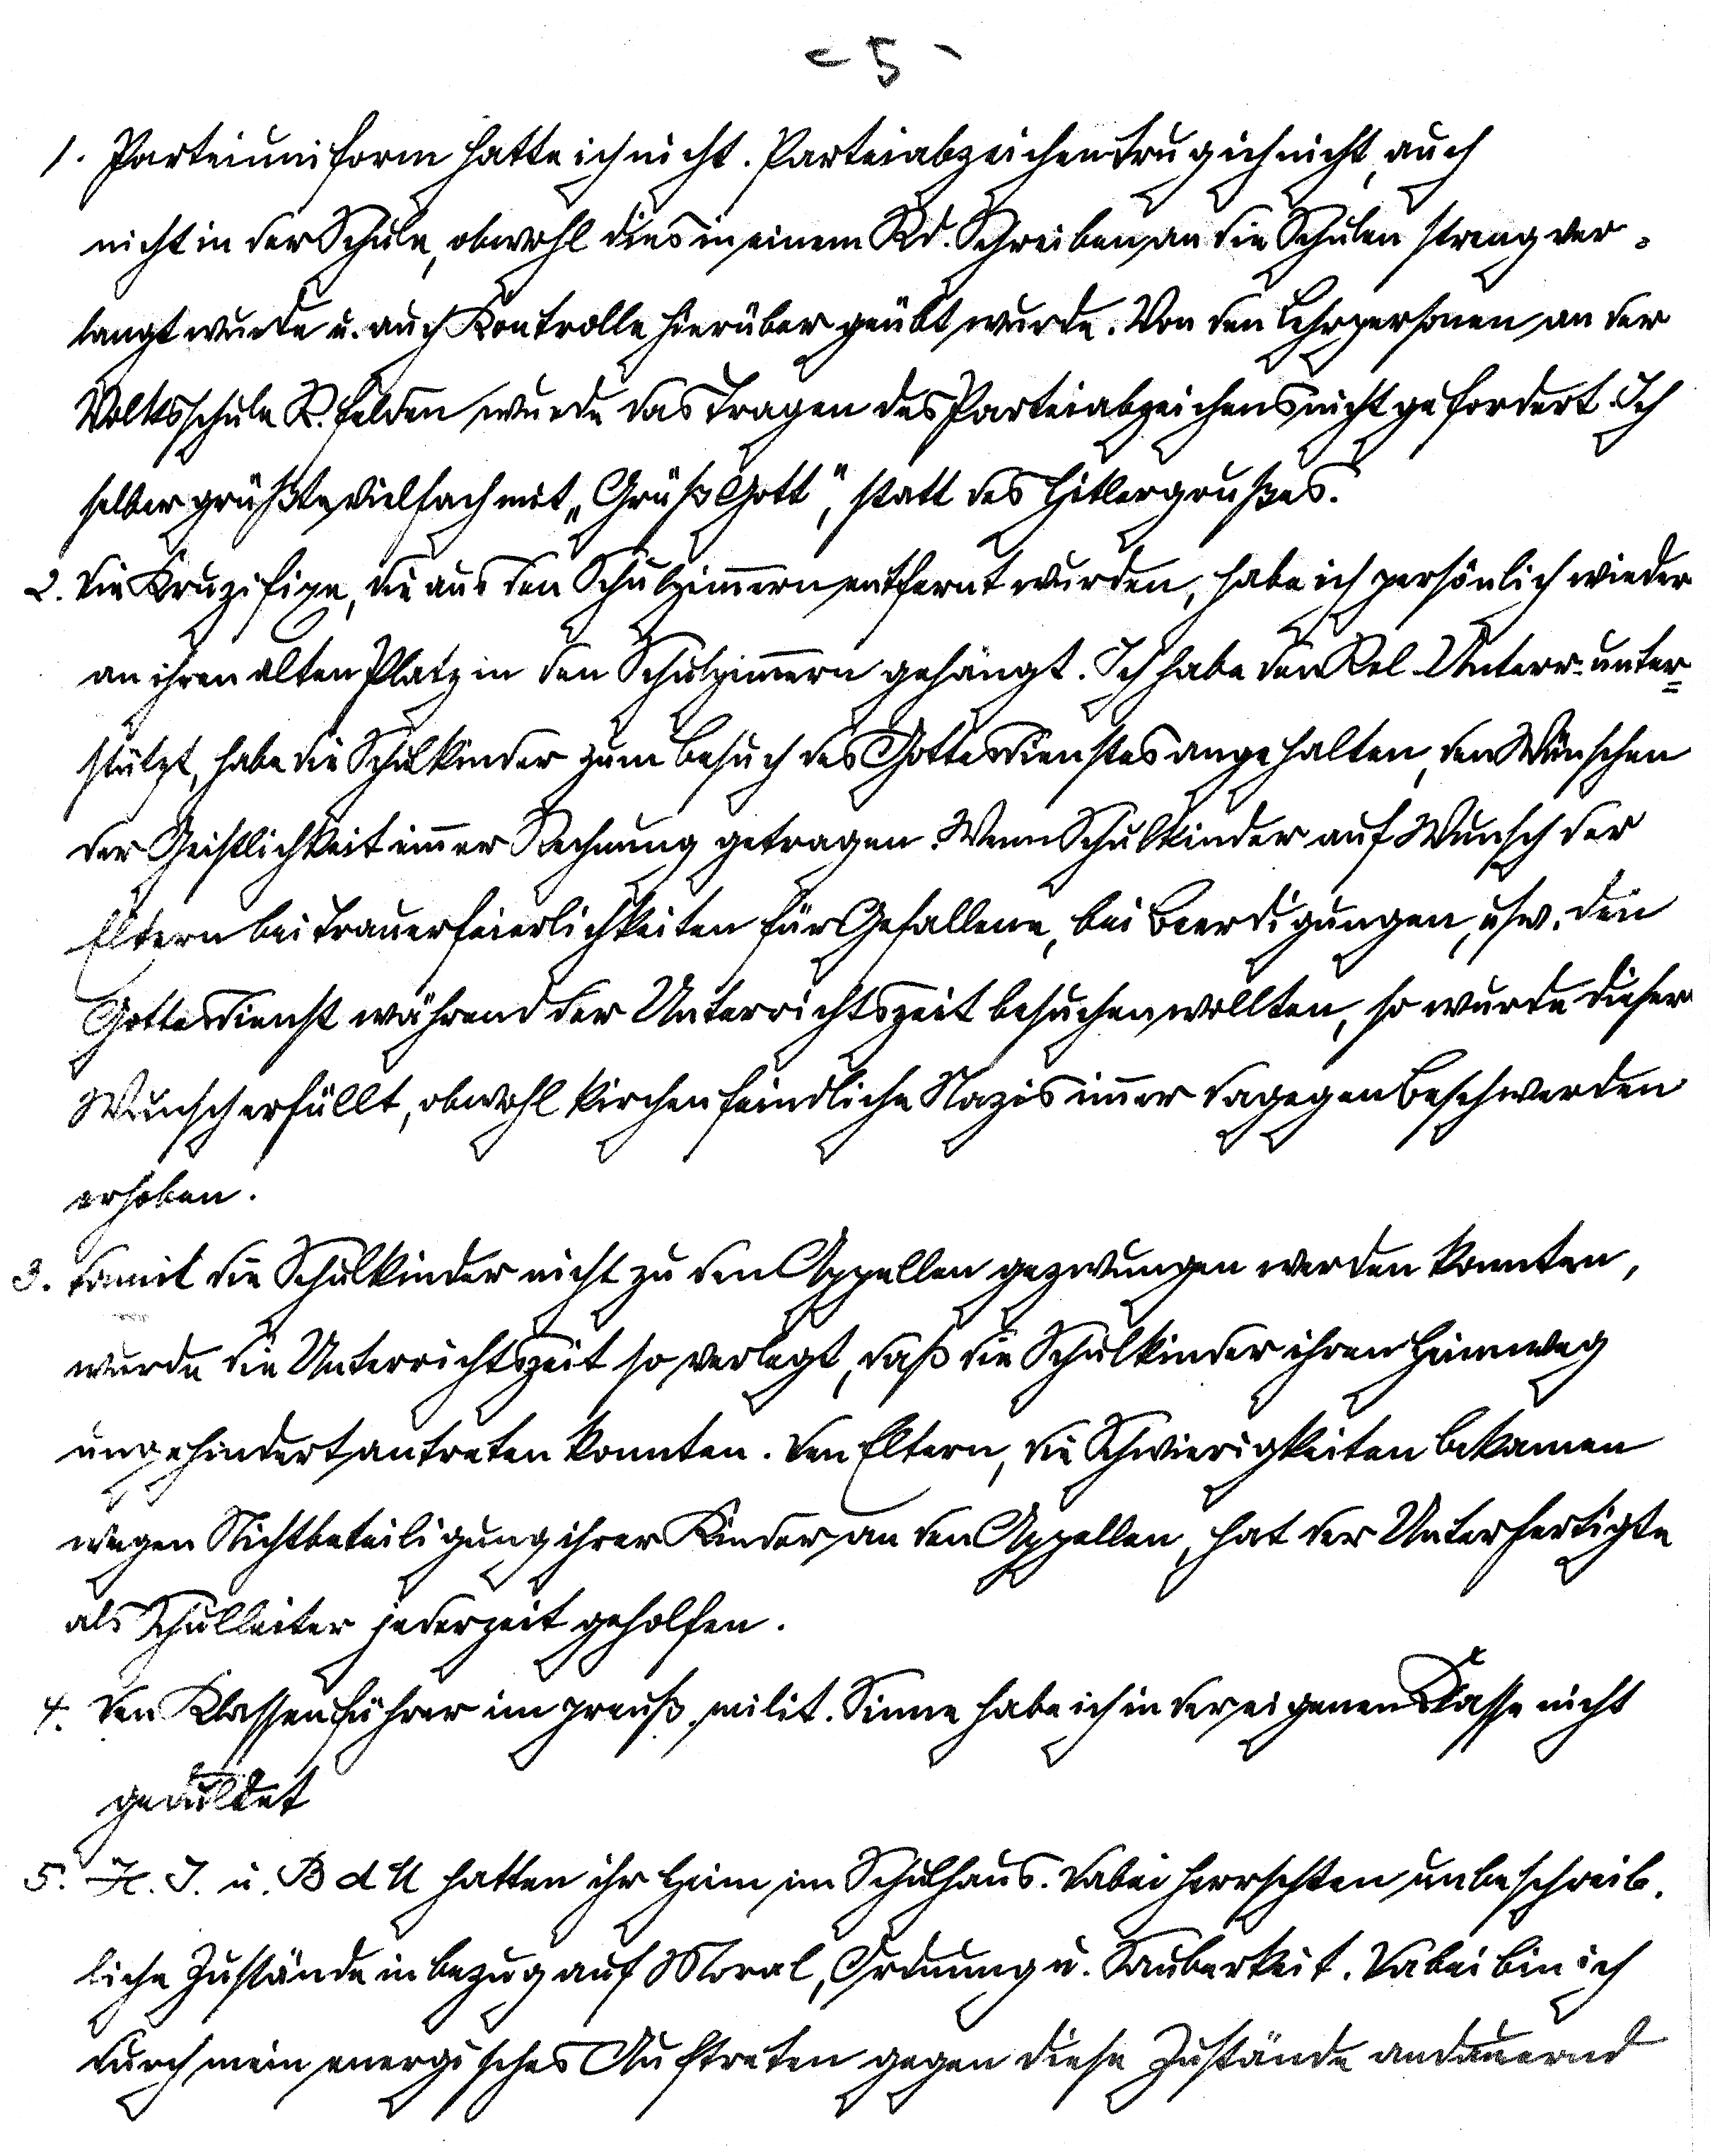 - 5 -
1. Parteiuniform hatte ich nicht. Parteiabzeichen trug ich nicht, auch
nicht in der Schule, obwohl dies in einem Rd. Schreiben an die Schulen streng ver-
langt wurde u. auch Kontrolle hierüber geübt wurde. Von den Lehrpersonen an der
Volksschule R.felden wurde das Tragen des Parteiabzeichens nicht gefordert. Ich
selber grüßte vielfach mit „Grüß Gott", statt des Hitlergrußes.
2. Die Kruzifixe, die aus den Schulzimmern entfernt wurden, habe ich persönlich wieder
an ihren alten Platz in den Schulzimmern gehängt. Ich habe den Rel. Unterr. unter=
stützt, habe die Schulkinder zum Besuch des Gottesdienstes angehalten, den Wünschen
der Geistlichkeit immer Rechnung getragen. Wenn Schulkinder auf Wunsch der
Eltern bei Trauerfeierlichkeiten für Gefallene, bei Beerdigungen, usw. den
Gottesdienst während der Unterrichtszeit besuchen wollten, so wurde dieser
Wunsch erfüllt, obwohl kirchenfeindliche Nazis immer dagegen Beschwerden
erhoben.
3. Damit die Schulkinder nicht zu den Appellen gezwungen werden konnten,
wurde die Unterrichtszeit so verlegt, daß die Schulkinder ihren Heimweg
ungehindert antreten konnten. Den Eltern, die Schwierigkeiten bekamen
wegen Nichtbeteiligung ihrer Kinder an den Appellen, hat der Unterfertigte
als Schulleiter jederzeit geholfen.
4. Den Klassenführer im preuß. milit. Sinne habe ich in der eigenen Klasse nicht
geduldet
5. H. J. u. B d M hatten ihr Heim im Schulhaus. Dabei herrschten unbeschreib-
liche Zustände in bezug auf Moral, Ordnung u. Sauberkeit. Dabei bin ich
durch mein energisches Auftreten gegen diese Zustände andauernd